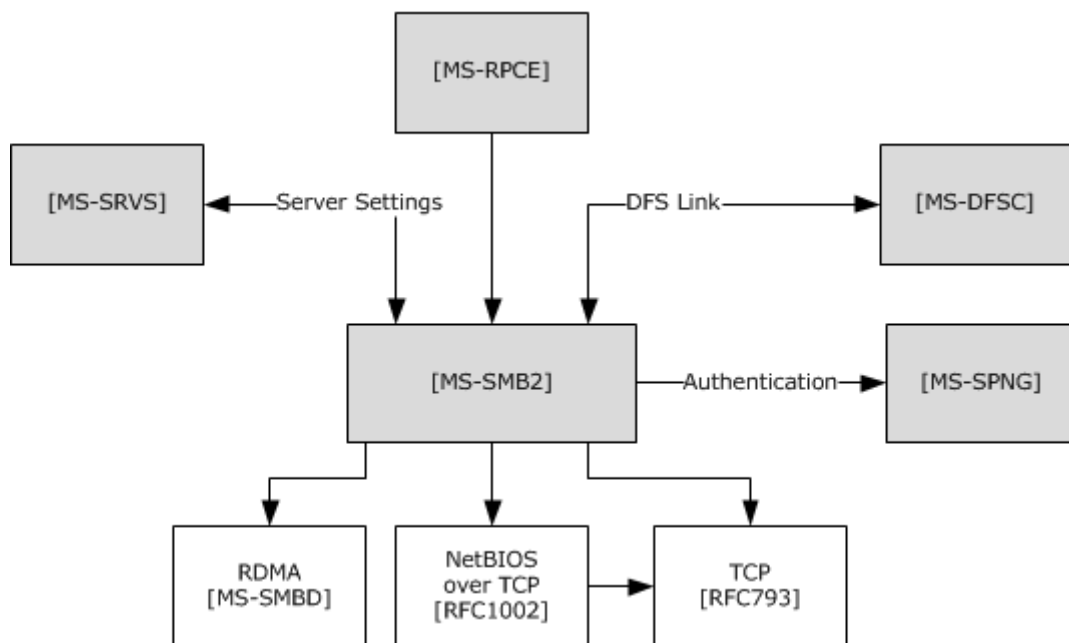 [MS-RPCE]
[MS-SRVS]
Server Settings
DFS Link
[MS-DFSC]
[MS-SMB2]
Authentication
[MS-SPNG]
RDMA
[MS-SMBD]
NetBIOS
over TCP
[RFC1002]
TCP
[RFC793]